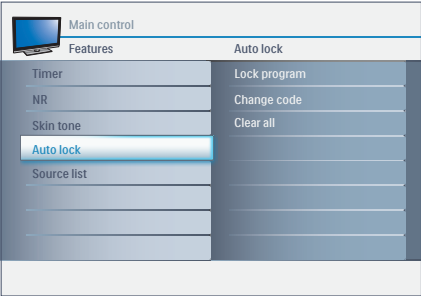 Main control
Features
Auto lock
Timer
Lock program
NR
Change code
Skin tone
Clear all
Auto lock
Source list